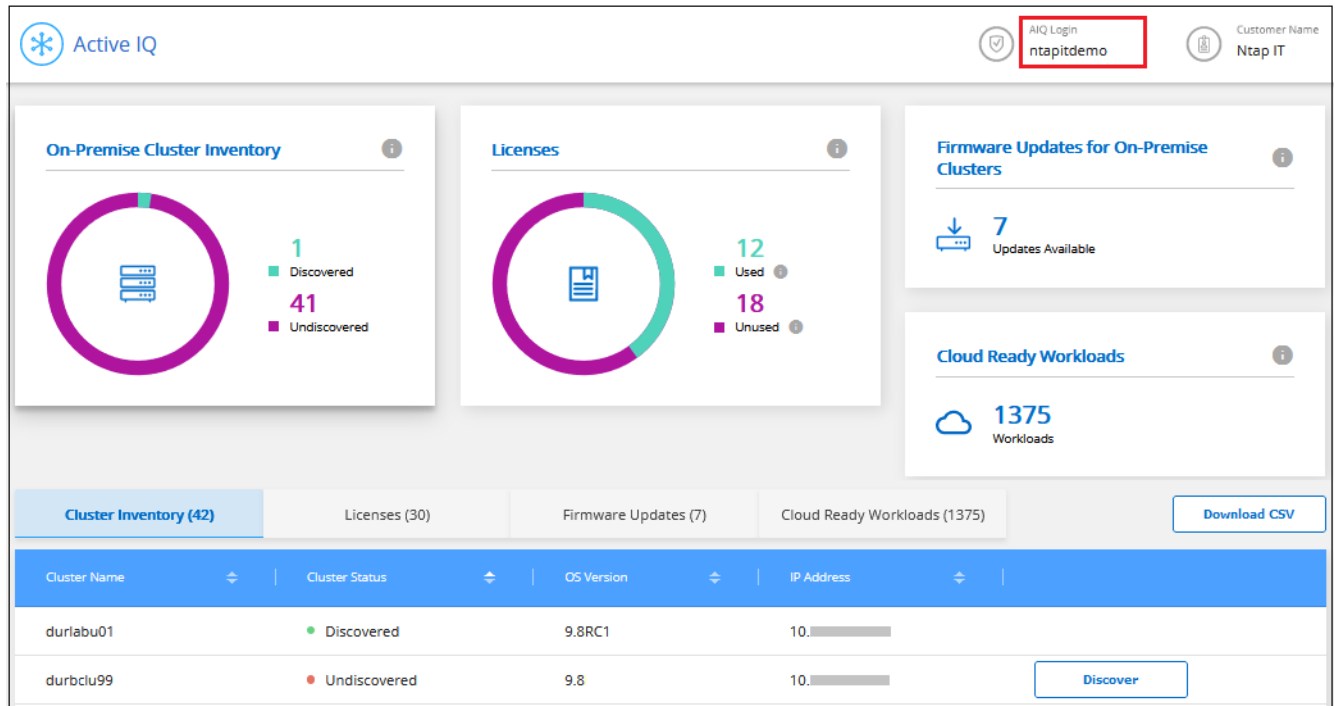 Active IQ
AIQ Login
ntapitdemo
Customer Name
Ntap IT
On-Premise Cluster Inventory
1
Discovered
41
Undiscovered
Licenses
12
Used
18
Unused
Firmware Updates for On-Premise
Clusters
7
Updates Available
Cloud Ready Workloads
1375
Workloads
Cluster Inventory (42)
Licenses (30)
Firmware Updates (7)
Cloud Ready Workloads (1375)
Download CSV
Cluster Name
Cluster Status
OS Version
IP Address
durlabu01
Discovered
9.8RC1
10.
durbclu99
Undiscovered
9.8
10.
Discover